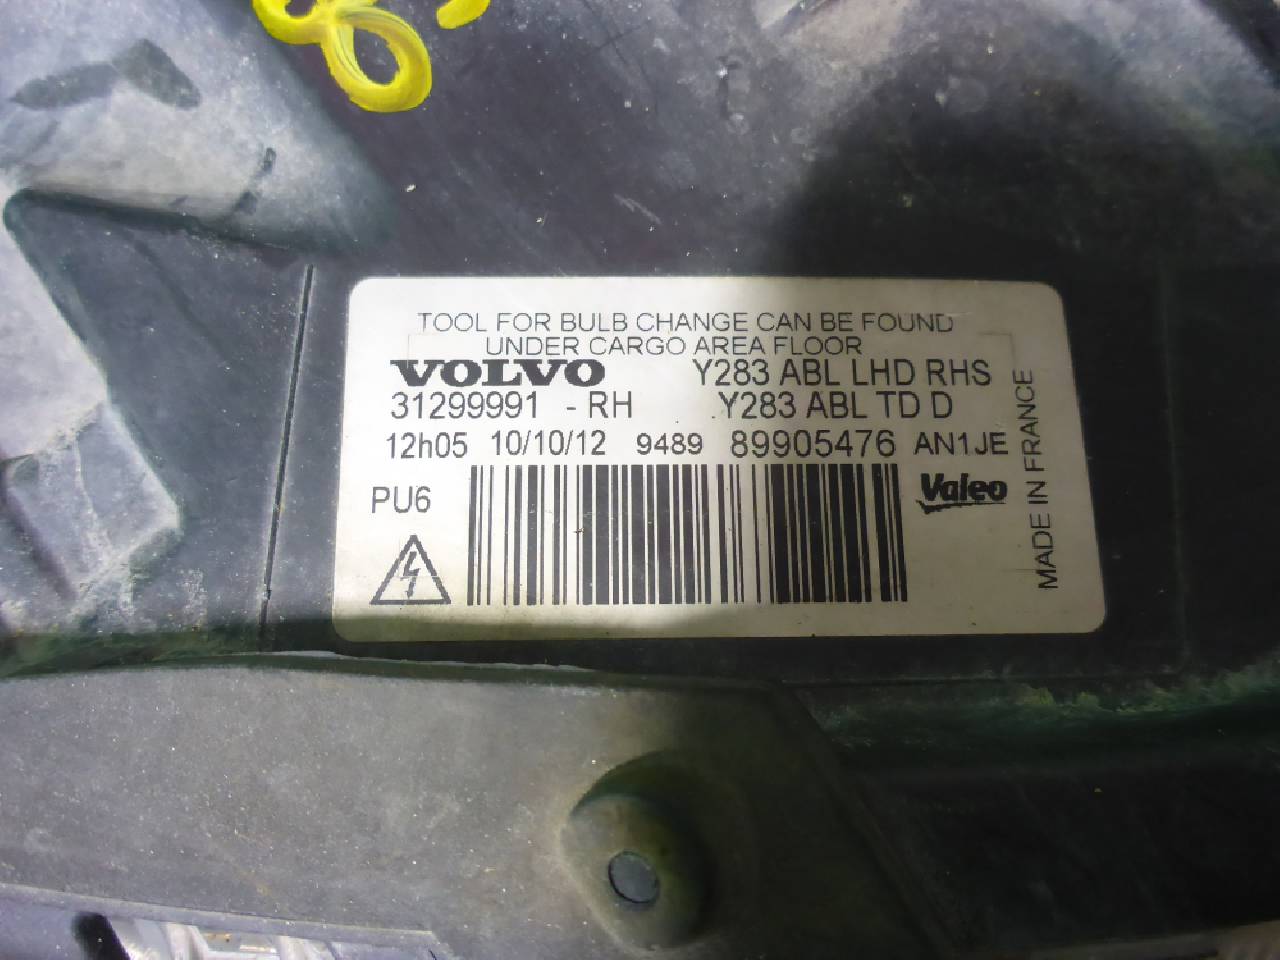 8.
TOOL FOR BULB CHANGE CAN BE FOUND
UNDER CARGO AREA FLOOR
VOLVO Y283 ABL LHD RHS
31299991 - RH Y283 ABL TD D
12h05 10/10/12 9489 89905476 AN1JE
PU6
Valeo
MADE IN FRANCE